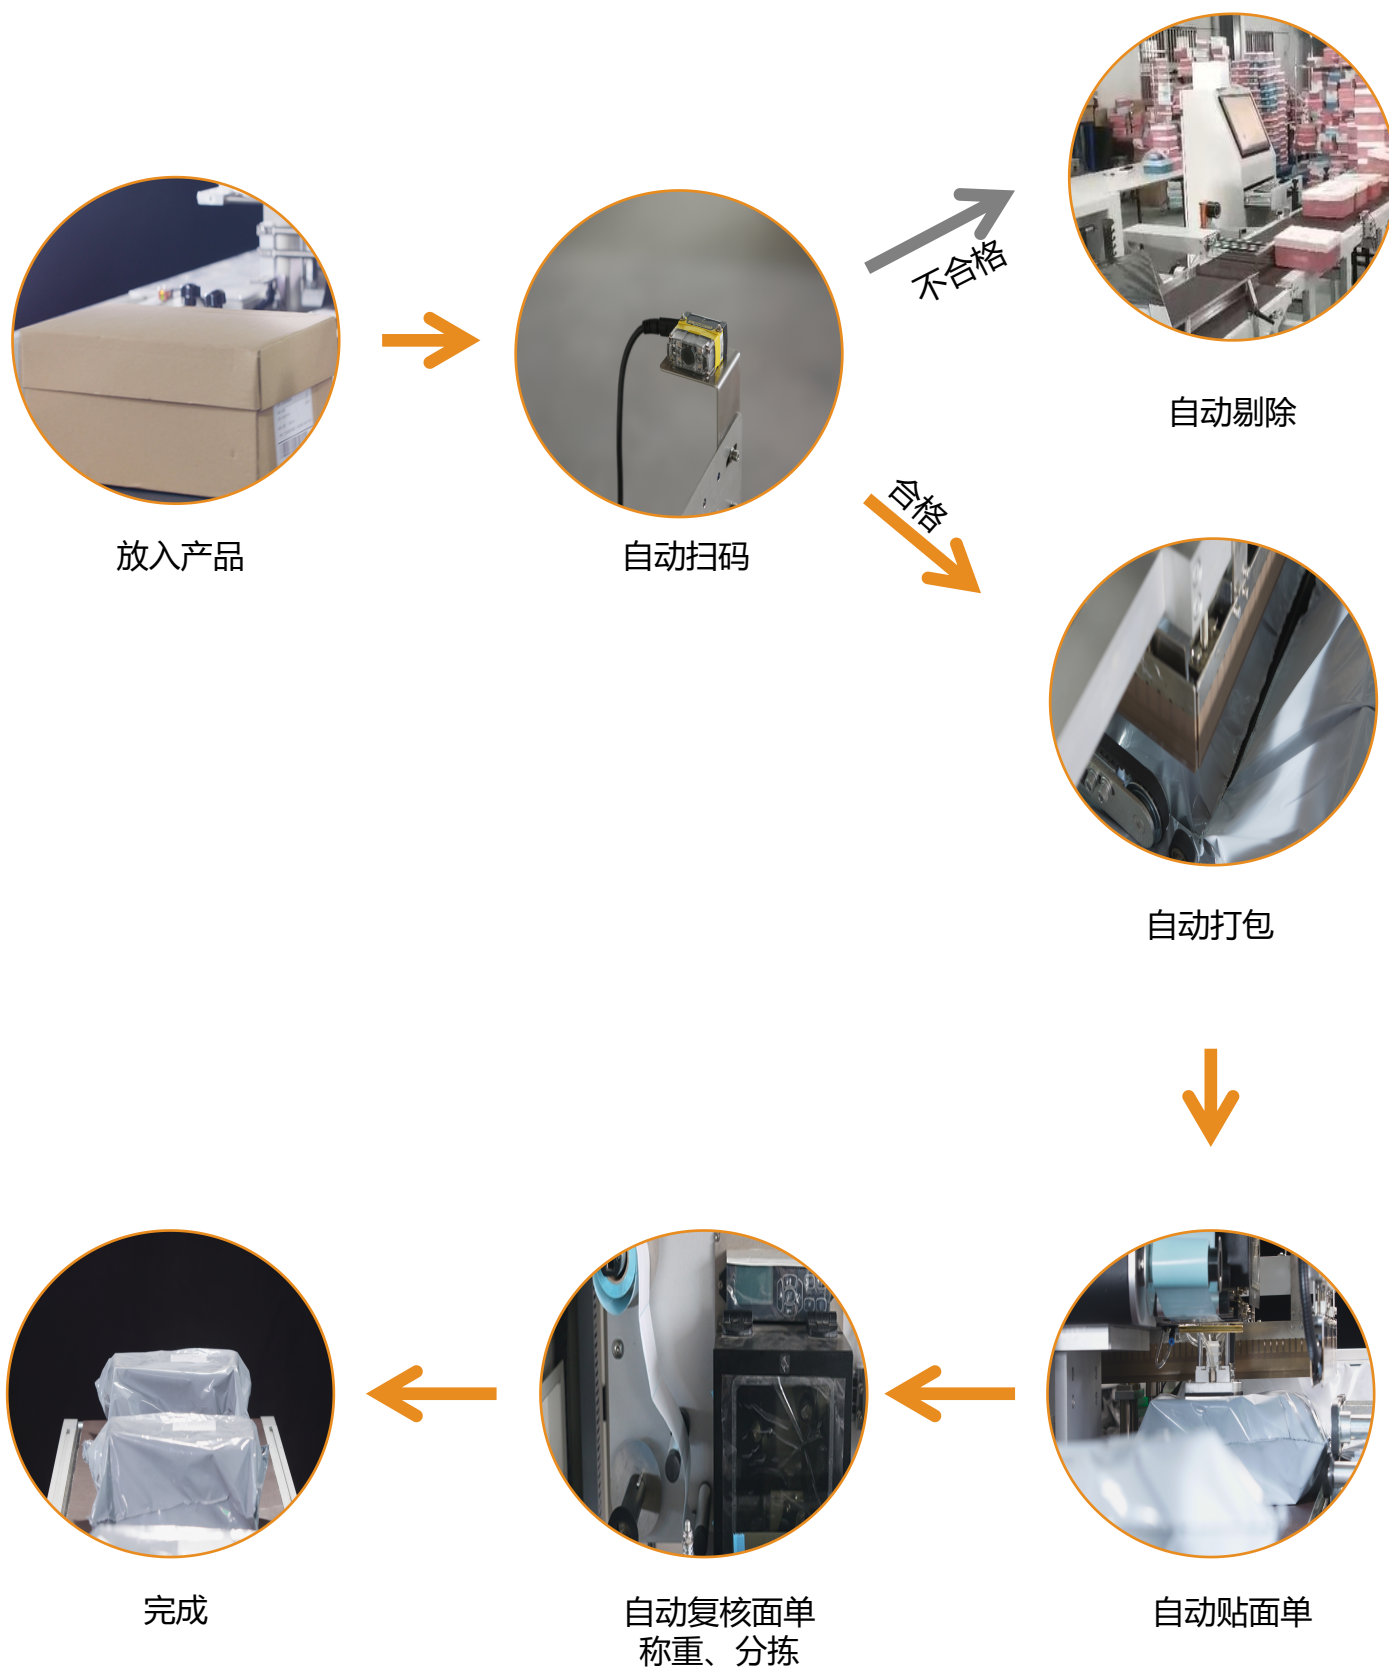 放入产品
自动扫码
不合格
自动剔除
合格
自动打包
自动贴面单
自动复核面单
称重、分拣
完成